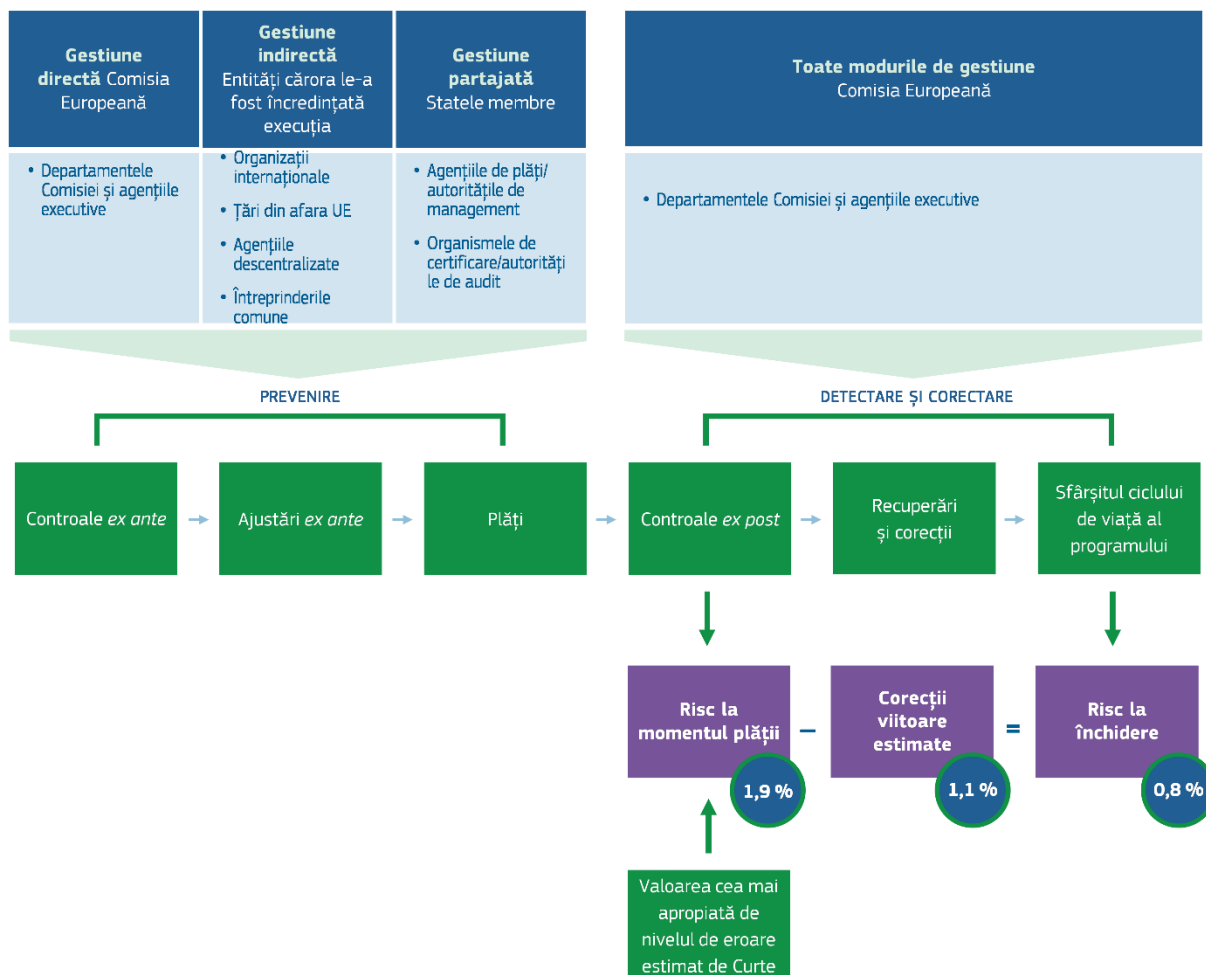 Gestiune
directă Comisia
Europeană
Gestiune
indirectă
Entități cărora le-a
fost încredințată
execuția
Gestiune
partajată
Statele membre
Toate modurile de gestiune
Comisia Europeană
• Departamentele
Comisiei și agențiile
executive
• Organizații
internaționale
• Țări din afara UE
• Agențiile
descentralizate
• Întreprinderile
comune
• Agențiile de plăți/
autoritățile de
management
• Organismele de
certificare/autorități
le de audit
• Departamentele Comisiei și agențiile executive
PREVENIRE
DETECTARE ȘI CORECTARE
Controale ex ante
Ajustări ex ante
Plăți
Controale ex post
Recuperări
și corecții
Sfârșitul ciclului
de viață al
programului
Risc la
momentul plății
1,9 %
–
Corecții
viitoare
estimate
1,1 %
=
Risc la
închidere
0,8 %
Valoarea cea mai
apropiată de
nivelul de eroare
estimat de Curte